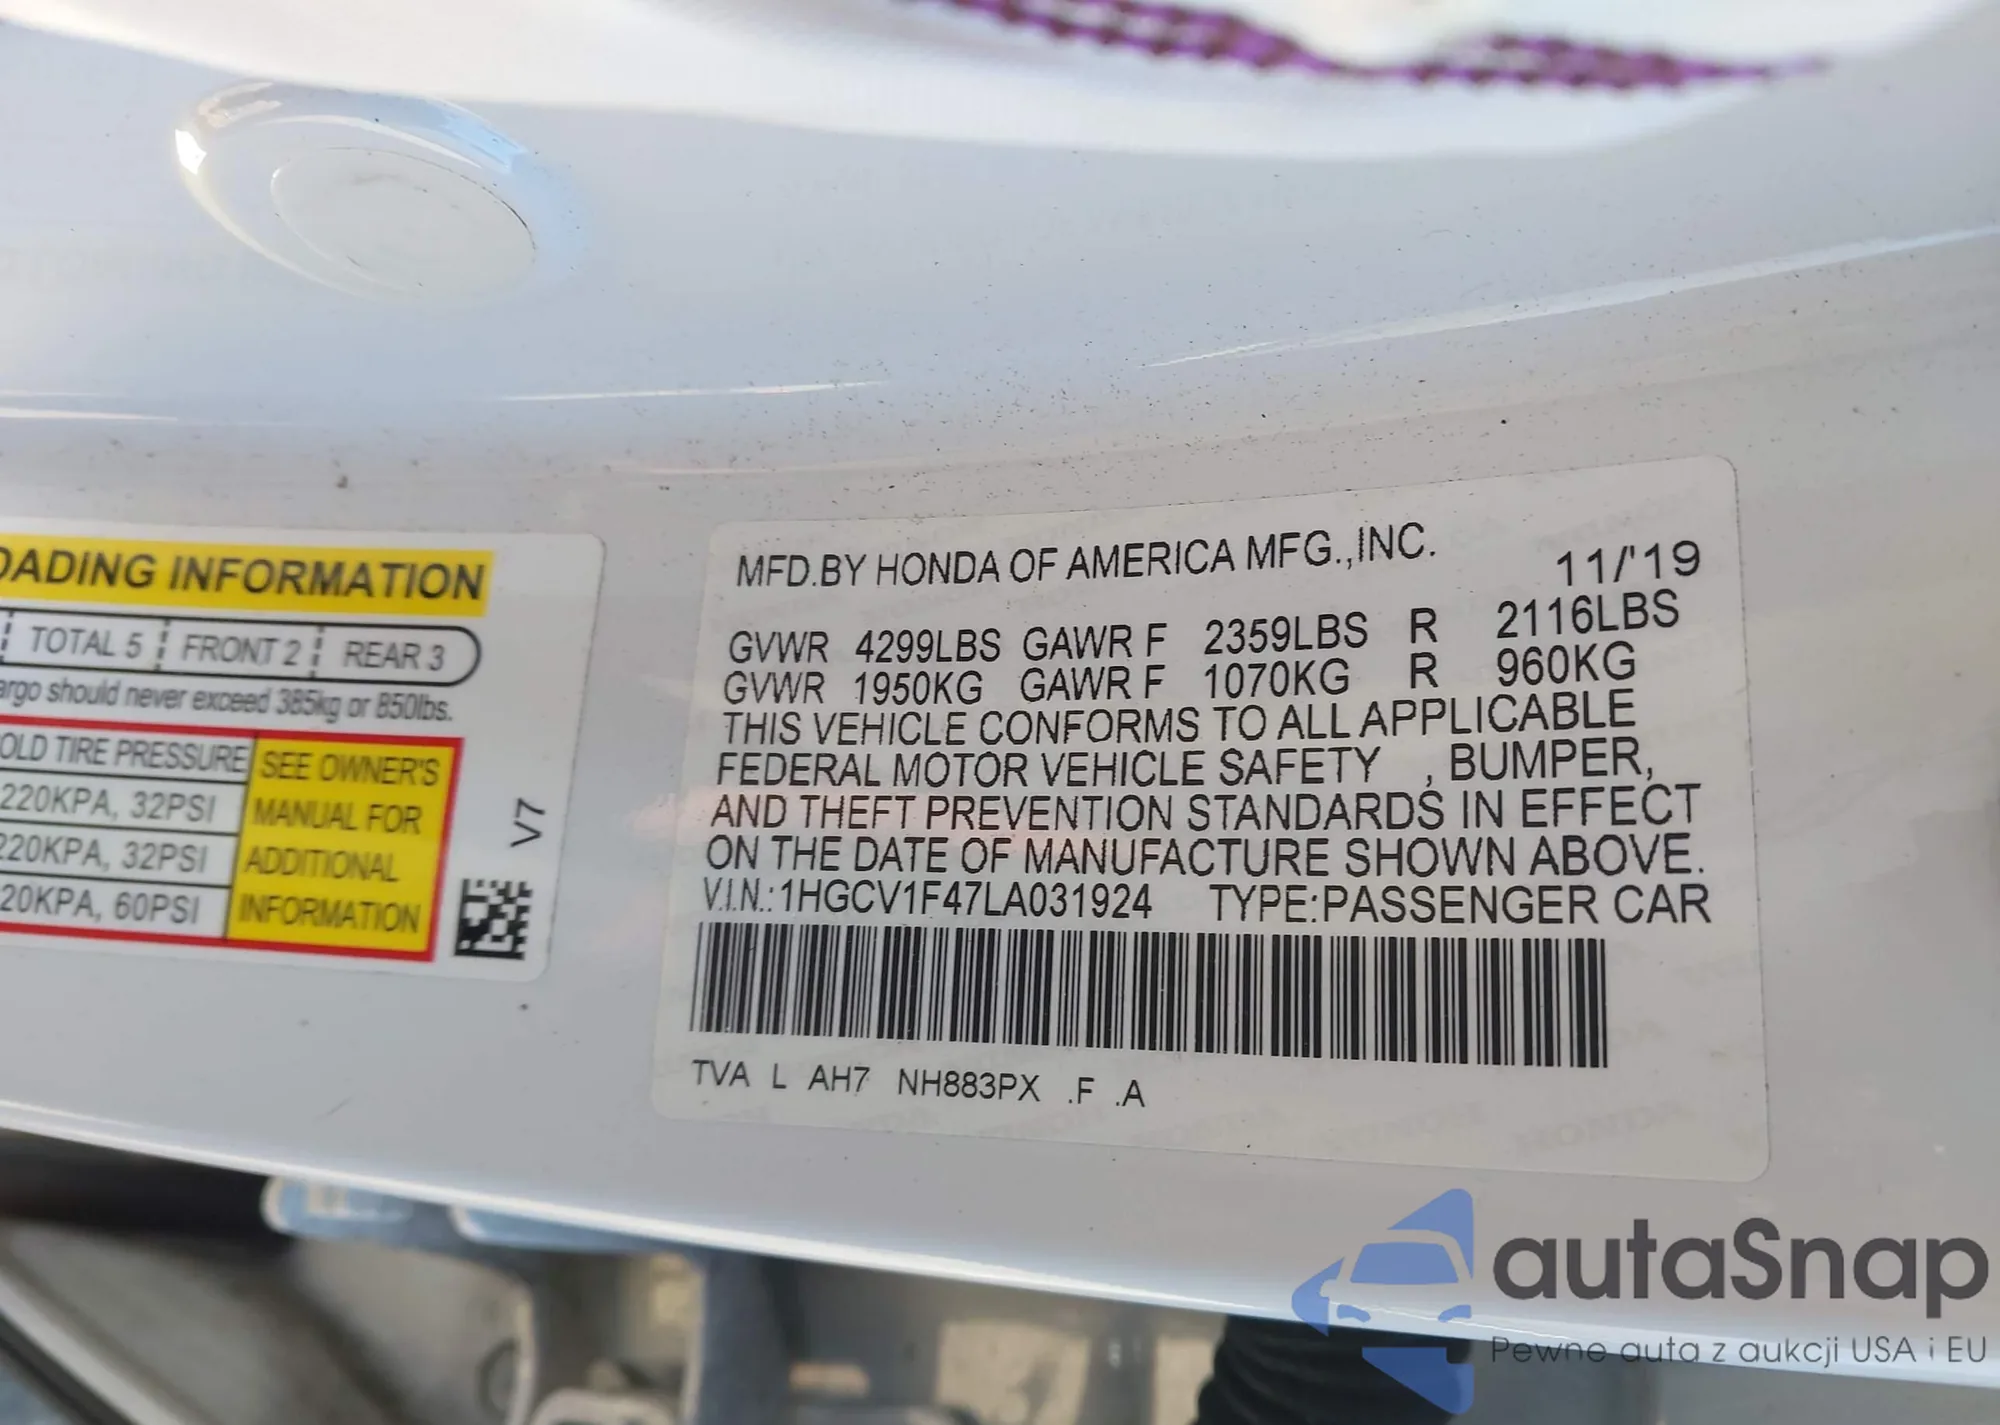 OADING INFORMATION
TOTAL 5 FRONT 2 REAR 3
argo should never exceed 385kg or 850lbs.
OLD TIRE PRESSURE
220KPA, 32PSI
220KPA, 32PSI
20KPA, 60PSI
SEE OWNER'S
MANUAL FOR
ADDITIONAL
INFORMATION
V7
MFD.BY HONDA OF AMERICA MFG.,INC.
11/'19
GVWR 4299LBS GAWR F 2359LBS R 2116LBS
GVWR 1950KG GAWR F 1070KG R 960KG
THIS VEHICLE CONFORMS TO ALL APPLICABLE
FEDERAL MOTOR VEHICLE SAFETY , BUMPER,
AND THEFT PREVENTION STANDARDS IN EFFECT
ON THE DATE OF MANUFACTURE SHOWN ABOVE.
V.I.N.: 1HGCV1F47LA031924 TYPE:PASSENGER CAR
TVA L AH7 NH883PX .F .A
autaSnap
Pewne auta z aukcji USA i EU